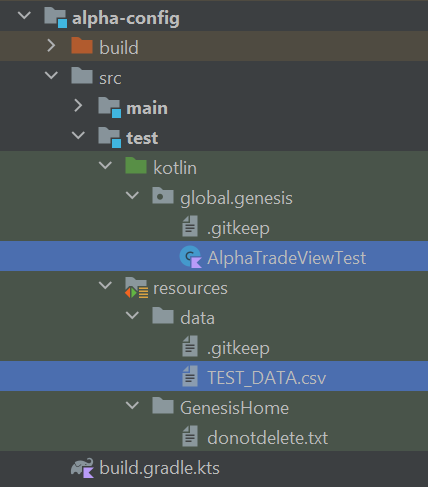 alpha-config
build
src
main
test
kotlin
global.genesis
.gitkeep
AlphaTradeViewTest
resources
data
.gitkeep
TEST_DATA.csv
GenesisHome
donotdelete.txt
build.gradle.kts